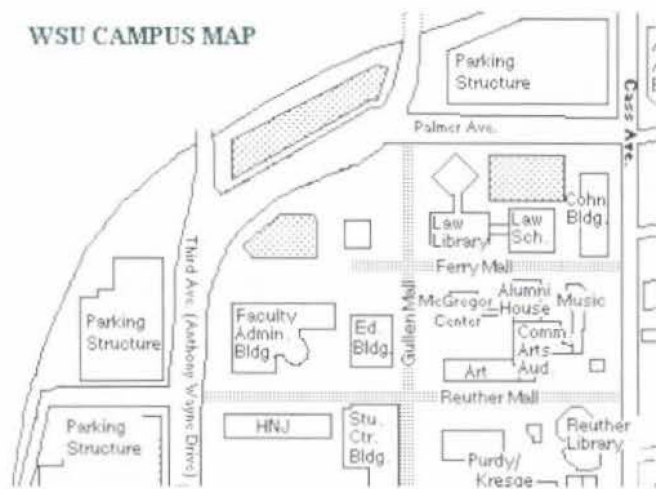 WSU CAMPUS MAP
Parking
Structure
Cass Ave.
Palmer Ave.
Law
Library
Law
Sch.
Cohn
Bldg.
Ferry Mall
Third Ave. (Anthony Wayne Drive)
Gullen Mall
Parking
Structure
Faculty
Admin.
Bldg.
Ed.
Bldg.
McGregor
Center
Alumni
House
Music
Comm
Arts
Aud.
Art
Reuther Mall
Parking
Structure
HNJ
Stu.
Ctr.
Bldg.
Purdy/
Kresge
Reuther
Library